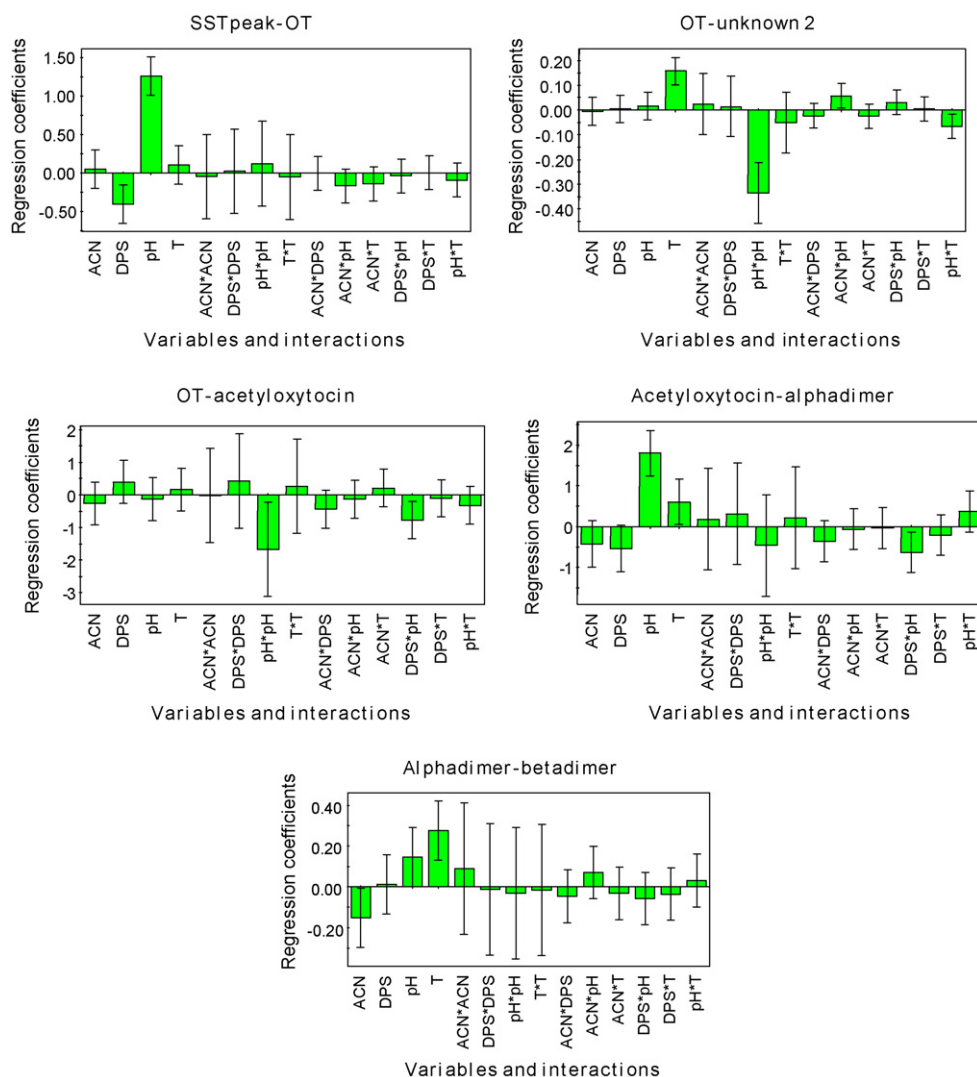 SSTpeak-OT
Regression coefficients
1.50
1.00
0.50
0.00
-0.50
ACN
DPS
pH
T
ACN*ACN
DPS*DPS
pH*pH
T*T
ACN*DPS
ACN*pH
ACN*T
DPS*pH
DPS*T
pH*T
Variables and interactions
OT-unknown 2
Regression coefficients
0.20
0.10
0.00
-0.10
-0.20
-0.30
-0.40
ACN
DPS
pH
T
ACN*ACN
DPS*DPS
pH*pH
T*T
ACN*DPS
ACN*pH
ACN*T
DPS*pH
DPS*T
pH*T
Variables and interactions
OT-acetyloxytocin
Regression coefficients
2
1
0
-1
-2
-3
ACN
DPS
pH
T
ACN*ACN
DPS*DPS
pH*pH
T*T
ACN*DPS
ACN*pH
ACN*T
DPS*pH
DPS*T
pH*T
Variables and interactions
Acetyloxytocin-alphadimer
Regression coefficients
2
1
0
-1
ACN
DPS
pH
T
ACN*ACN
DPS*DPS
pH*pH
T*T
ACN*DPS
ACN*pH
ACN*T
DPS*pH
DPS*T
pH*T
Variables and interactions
Alphadimer-betadimer
Regression coefficients
0.40
0.20
0.00
-0.20
ACN
DPS
pH
T
ACN*ACN
DPS*DPS
pH*pH
T*T
ACN*DPS
ACN*pH
ACN*T
DPS*pH
DPS*T
pH*T
Variables and interactions